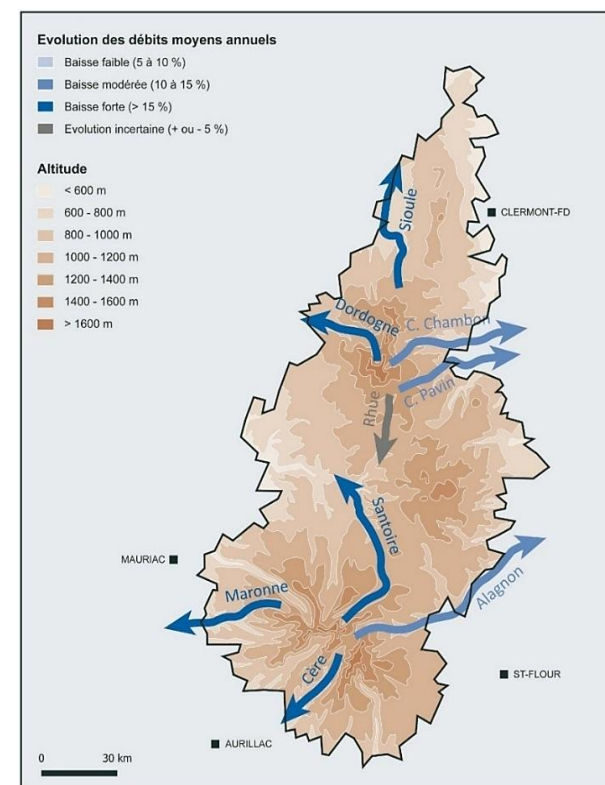 Evolution des débits moyens annuels
Baisse faible (5 à 10 %)
Baisse modérée (10 à 15 %)
Baisse forte (> 15 %)
Evolution incertaine (+ ou - 5 %)
Altitude
< 600 m
600 - 800 m
800 - 1000 m
1000 - 1200 m
1200 - 1400 m
1400 - 1600 m
> 1600 m
Sioule
CLERMONT-FD
Dordogne
C. Chambon
C. Pavin
Rhue
Santoire
MAURIAC
Maronne
Alagnon
Cère
ST-FLOUR
AURILLAC
0 30 km